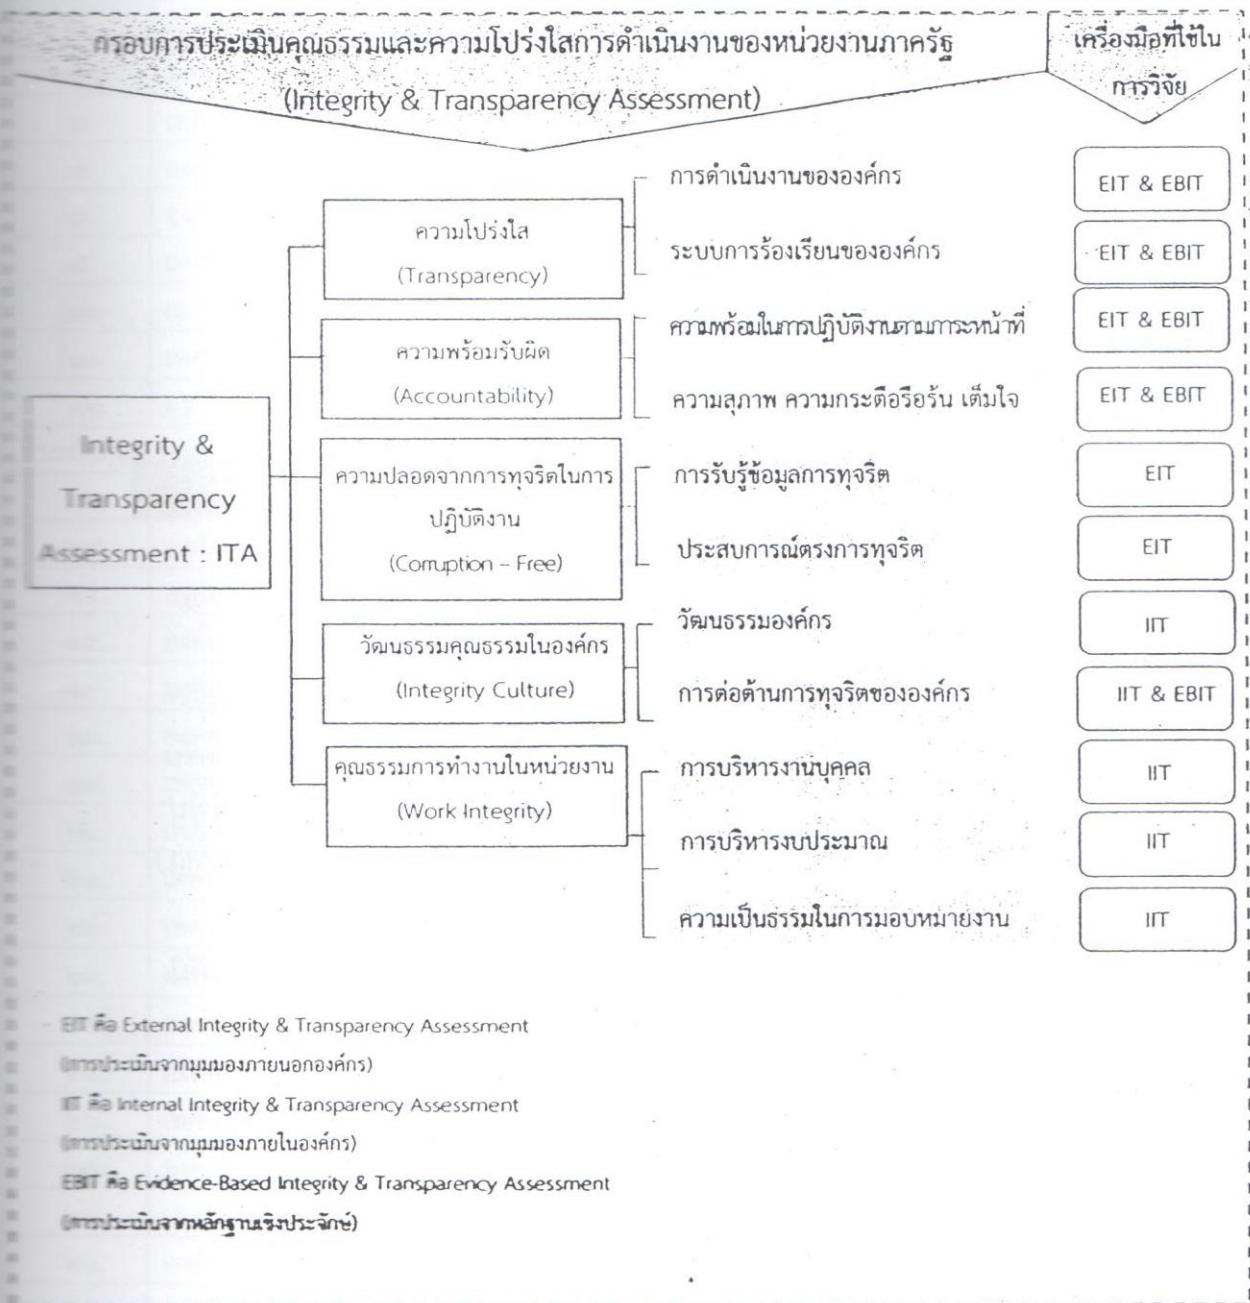 กรอบการประเมินคุณธรรมและความโปร่งใสการดำเนินงานของหน่วยงานภาครัฐ
(Integrity & Transparency Assessment)
เครื่องมือที่ใช้ใน
การวิจัย
Integrity &
Transparency
Assessment : ITA
ความโปร่งใส
(Transparency)
การดำเนินงานขององค์กร
EIT & EBIT
ระบบการร้องเรียนขององค์กร
EIT & EBIT
ความพร้อมรับผิด
(Accountability)
ความพร้อมในการปฏิบัติงานตามภาระหน้าที่
EIT & EBIT
ความสุภาพ ความกระตือรือร้น เต็มใจ
EIT & EBIT
ความปลอดจากการทุจริตในการ
ปฏิบัติงาน
(Corruption – Free)
การรับรู้ข้อมูลการทุจริต
EIT
ประสบการณ์ตรงการทุจริต
EIT
วัฒนธรรมคุณธรรมในองค์กร
(Integrity Culture)
วัฒนธรรมองค์กร
IIT
การต่อต้านการทุจริตขององค์กร
IIT & EBIT
คุณธรรมการทำงานในหน่วยงาน
(Work Integrity)
การบริหารงานบุคคล
IIT
การบริหารงบประมาณ
IIT
ความเป็นธรรมในการมอบหมายงาน
IIT
EIT คือ External Integrity & Transparency Assessment
(การประเมินจากมุมมองภายนอกองค์กร)
IIT คือ Internal Integrity & Transparency Assessment
(การประเมินจากมุมมองภายในองค์กร)
EBIT คือ Evidence-Based Integrity & Transparency Assessment
(การประเมินจากหลักฐานเชิงประจักษ์)